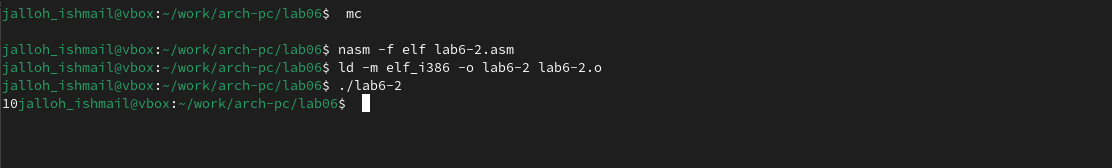 jalloh_ishmail@vbox:~/work/arch-pc/lab06$  mc
jalloh_ishmail@vbox:~/work/arch-pc/lab06$ nasm -f elf lab6-2.asm
jalloh_ishmail@vbox:~/work/arch-pc/lab06$ ld -m elf_i386 -o lab6-2 lab6-2.o
jalloh_ishmail@vbox:~/work/arch-pc/lab06$ ./lab6-2
10jalloh_ishmail@vbox:~/work/arch-pc/lab06$